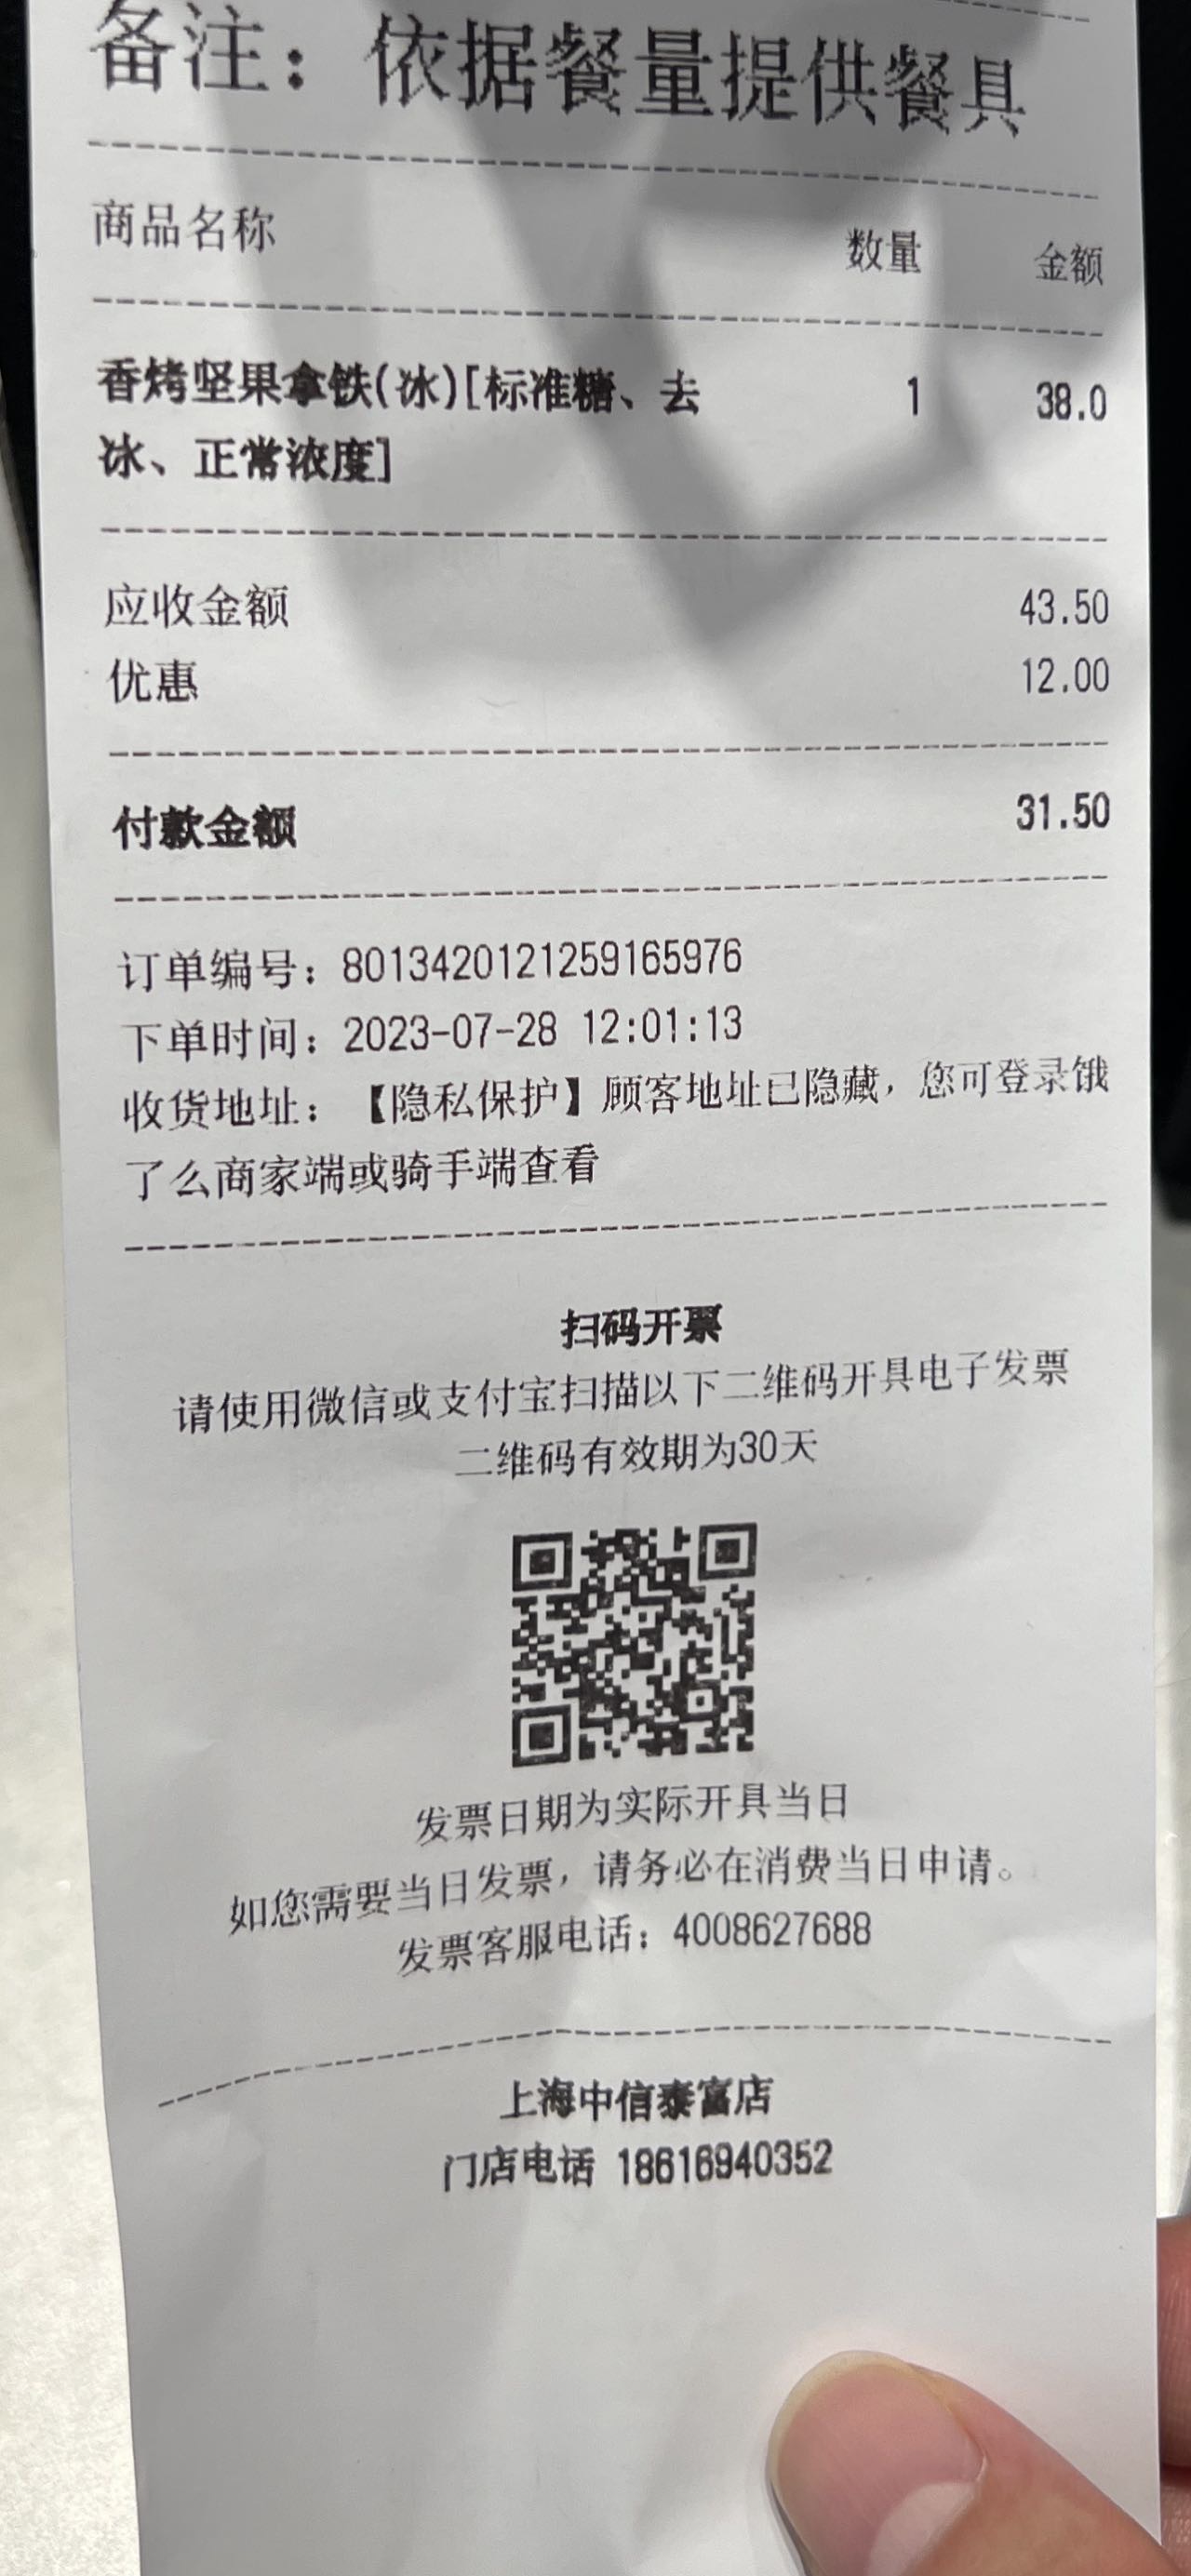 备注：依据餐量提供餐具
商品名称 数量 金额
香烤坚果拿铁(冰)[标准糖、去 1 38.0
冰、正常浓度]
应收金额 43.50
优惠 12.00
付款金额 31.50
订单编号：8013420121259165976
下单时间：2023-07-28 12:01:13
收货地址：【隐私保护】顾客地址已隐藏，您可登录饿
了么商家端或骑手端查看
扫码开票
请使用微信或支付宝扫描以下二维码开具电子发票
二维码有效期为30天
发票日期为实际开具当日
如您需要当日发票，请务必在消费当日申请。
发票客服电话：4008627688
上海中信泰富店
门店电话 18616940352